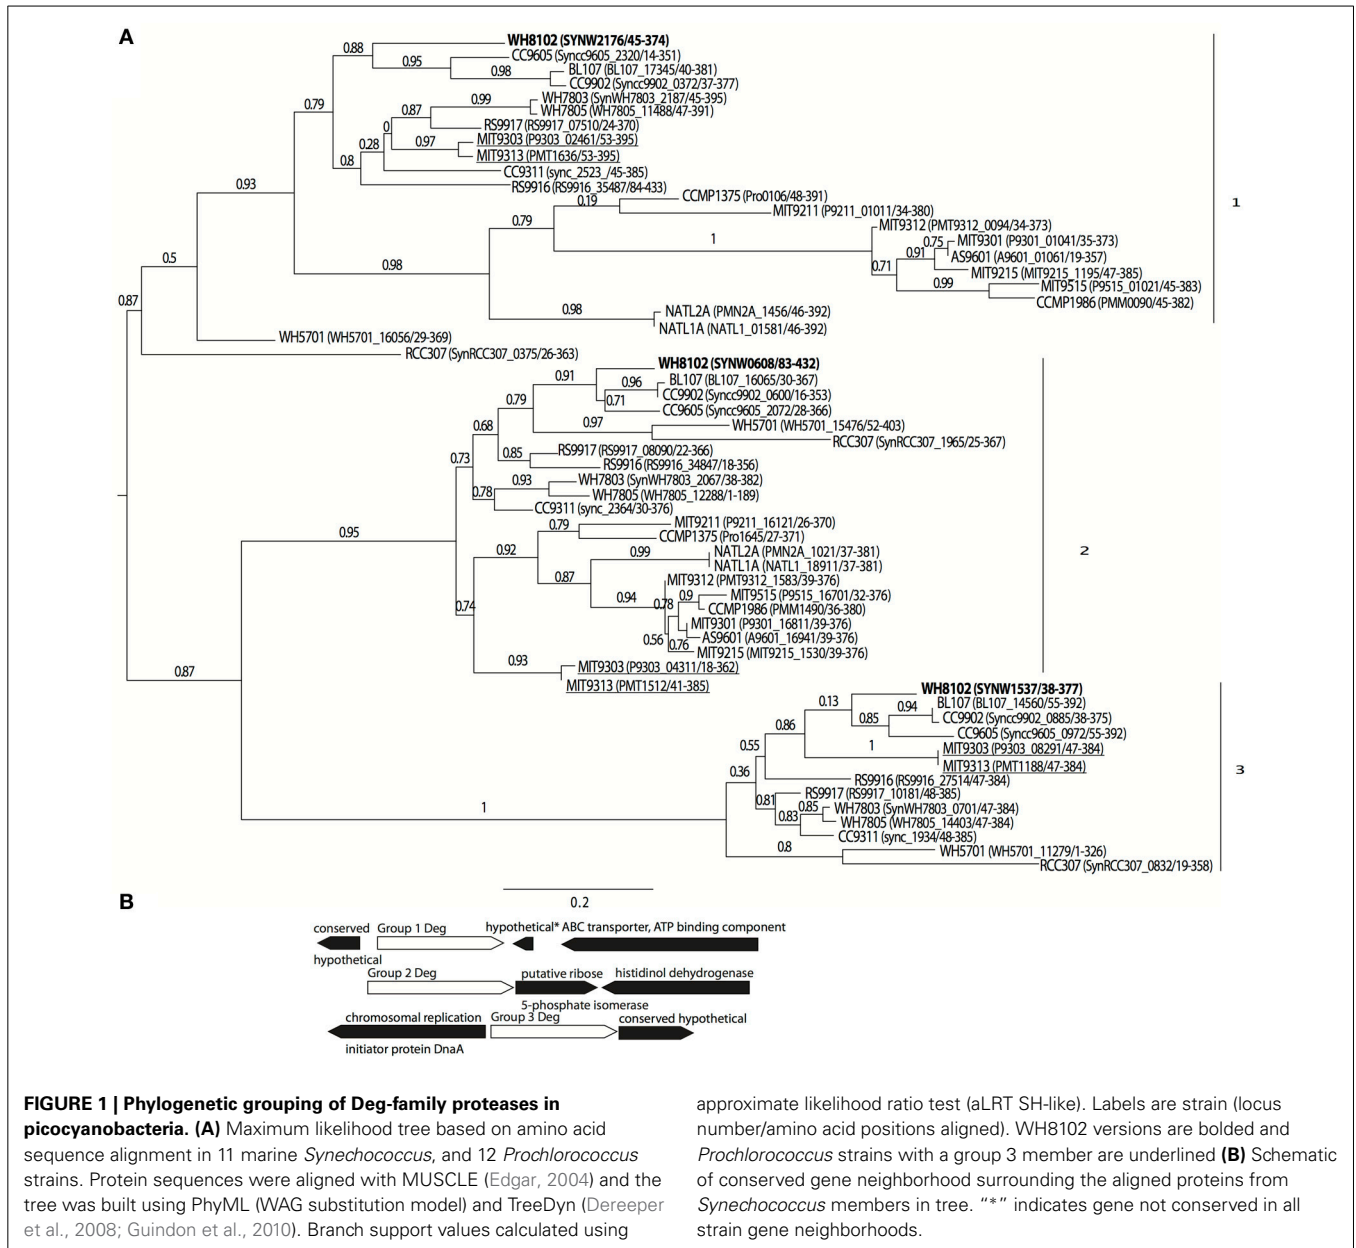 A
WH8102 (SYNW2176/45-374)
0.88
CC9605 (Syncc9605_2320/14-351)
0.95
BL107 (BL107_17345/40-381)
0.98
CC9902 (Syncc9902_0372/37-377)
0.79
WH7803 (SynWH7803_2187/45-395)
0.99
0.87
WH7805 (WH7805_11488/47-391)
RS9917 (RS9917_07510/24-370)
0
MIT9303 (P9303_02461/53-395)
0.97
0.28
MIT9313 (PMT1636/53-395)
0.8
CC9311 (sync_2523_/45-385)
0.93
RS9916 (RS9916_35487/84-433)
CCMP1375 (Pro0106/48-391)
0.19
1
MIT9211 (P9211_01011/34-380)
0.79
MIT9312 (PMT9312_0094/34-373)
1
0.75
MIT9301 (P9301_01041/35-373)
0.91
AS9601 (A9601_01061/19-357)
0.5
0.98
0.71
MIT9215 (MIT9215_1195/47-385)
0.99
MIT9515 (P9515_01021/45-383)
0.87
CCMP1986 (PMM0090/45-382)
0.98
NATL2A (PMN2A_1456/46-392)
NATL1A (NATL1_01581/46-392)
WH5701 (WH5701_16056/29-369)
RCC307 (SynRCC307_0375/26-363)
WH8102 (SYNW0608/83-432)
0.91
0.96
BL107 (BL107_16065/30-367)
CC9902 (Syncc9902_0600/16-353)
0.79
0.71
CC9605 (Syncc9605_2072/28-366)
0.97
WH5701 (WH5701_15476/52-403)
0.68
RCC307 (SynRCC307_1965/25-367)
0.85
RS9917 (RS9917_08090/22-366)
0.73
RS9916 (RS9916_34847/18-356)
0.93
WH7803 (SynWH7803_2067/38-382)
0.78
WH7805 (WH7805_12288/1-189)
CC9311 (sync_2364/30-376)
0.79
MIT9211 (P9211_16121/26-370)
0.95
CCMP1375 (Pro1645/27-371)
0.92
0.99
NATL2A (PMN2A_1021/37-381)
2
NATL1A (NATL1_18911/37-381)
0.87
MIT9312 (PMT9312_1583/39-376)
0.94
0.78
0.9
MIT9515 (P9515_16701/32-376)
0.74
CCMP1986 (PMM1490/36-380)
MIT9301 (P9301_16811/39-376)
0.56
0.76
AS9601 (A9601_16941/39-376)
MIT9215 (MIT9215_1530/39-376)
0.93
MIT9303 (P9303_04311/18-362)
0.87
MIT9313 (PMT1512/41-385)
WH8102 (SYNW1537/38-377)
0.13
0.94
BL107 (BL107_14560/55-392)
0.86
0.85
CC9902 (Syncc9902_0885/38-375)
CC9605 (Syncc9605_0972/55-392)
0.55
1
MIT9303 (P9303_08291/47-384)
MIT9313 (PMT1188/47-384)
0.36
3
RS9916 (RS9916_27514/47-384)
RS9917 (RS9917_10181/48-385)
0.81
1
0.85
WH7803 (SynWH7803_0701/47-384)
0.83
WH7805 (WH7805_14403/47-384)
CC9311 (sync_1934/48-385)
0.8
WH5701 (WH5701_11279/1-326)
RCC307 (SynRCC307_0832/19-358)
0.2
B
conserved
Group 1 Deg
hypothetical* ABC transporter, ATP binding component
hypothetical
Group 2 Deg
putative ribose
histidinol dehydrogenase
5-phosphate isomerase
chromosomal replication
Group 3 Deg
conserved hypothetical
initiator protein DnaA
FIGURE 1 | Phylogenetic grouping of Deg-family proteases in
picocyanobacteria. (A) Maximum likelihood tree based on amino acid
sequence alignment in 11 marine Synechococcus, and 12 Prochlorococcus
strains. Protein sequences were aligned with MUSCLE (Edgar, 2004) and the
tree was built using PhyML (WAG substitution model) and TreeDyn (Dereeper
et al., 2008; Guindon et al., 2010). Branch support values calculated using
approximate likelihood ratio test (aLRT SH-like). Labels are strain (locus
number/amino acid positions aligned). WH8102 versions are bolded and
Prochlorococcus strains with a group 3 member are underlined (B) Schematic
of conserved gene neighborhood surrounding the aligned proteins from
Synechococcus members in tree. "*" indicates gene not conserved in all
strain gene neighborhoods.